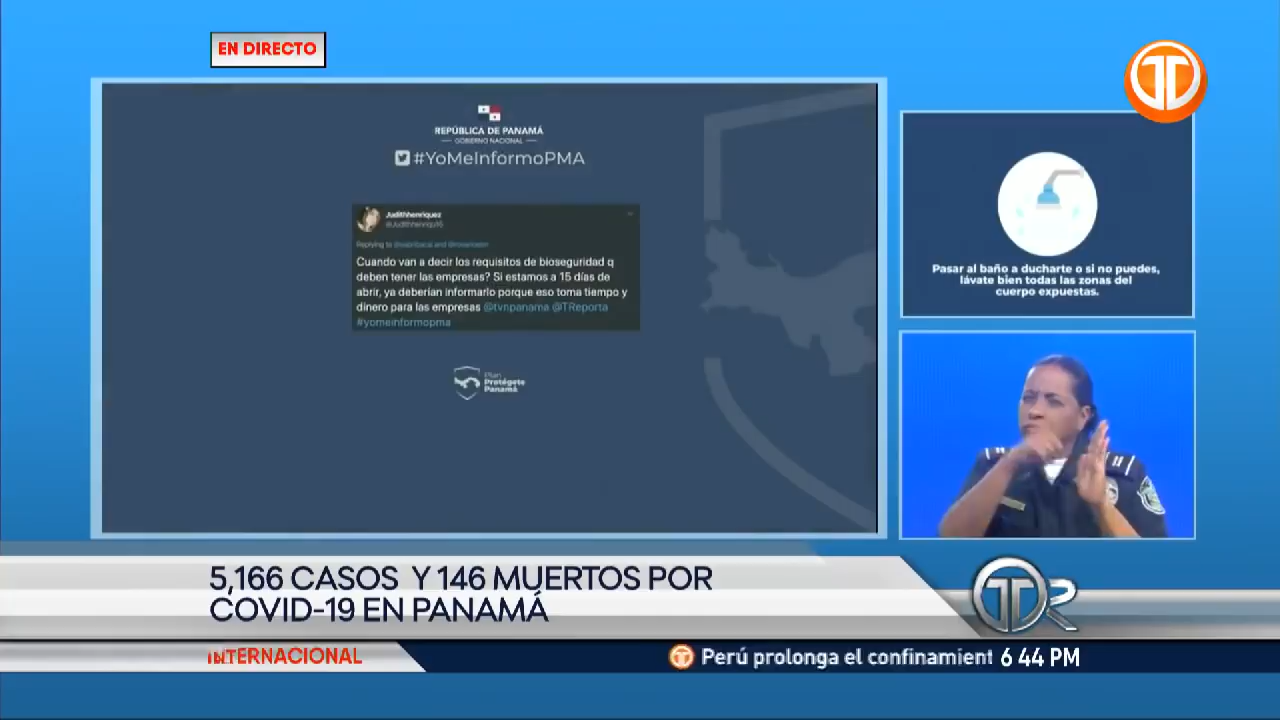 EN DIRECTO
REPÚBLICA DE PANAMÁ
GOBIERNO NACIONAL
#YoMeInformoPMA
Judithhenriquez
Replying to
and
Cuando van a decir los requisitos de bioseguridad q
deben tener las empresas? Si estamos a 15 días de
abrir, ya deberían informarlo porque eso toma tiempo y
dinero para las empresas @tvnpanama @TReporta
#yomeinformopma
Plan
Protégete
Panamá
Pasar al baño a ducharte o si no puedes,
lávate bien todas las zonas del
cuerpo expuestas.
5,166 CASOS Y 146 MUERTOS POR
COVID-19 EN PANAMÁ
INTERNACIONAL
Perú prolonga el confinamient
6 44 PM